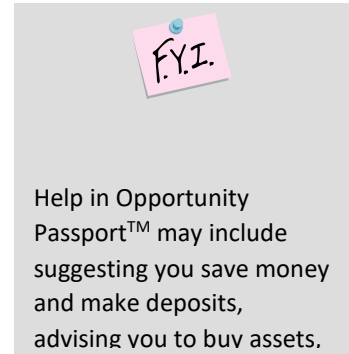 F.Y.I.
Help in Opportunity
Passport™ may include
suggesting you save money
and make deposits,
advising you to buy assets,